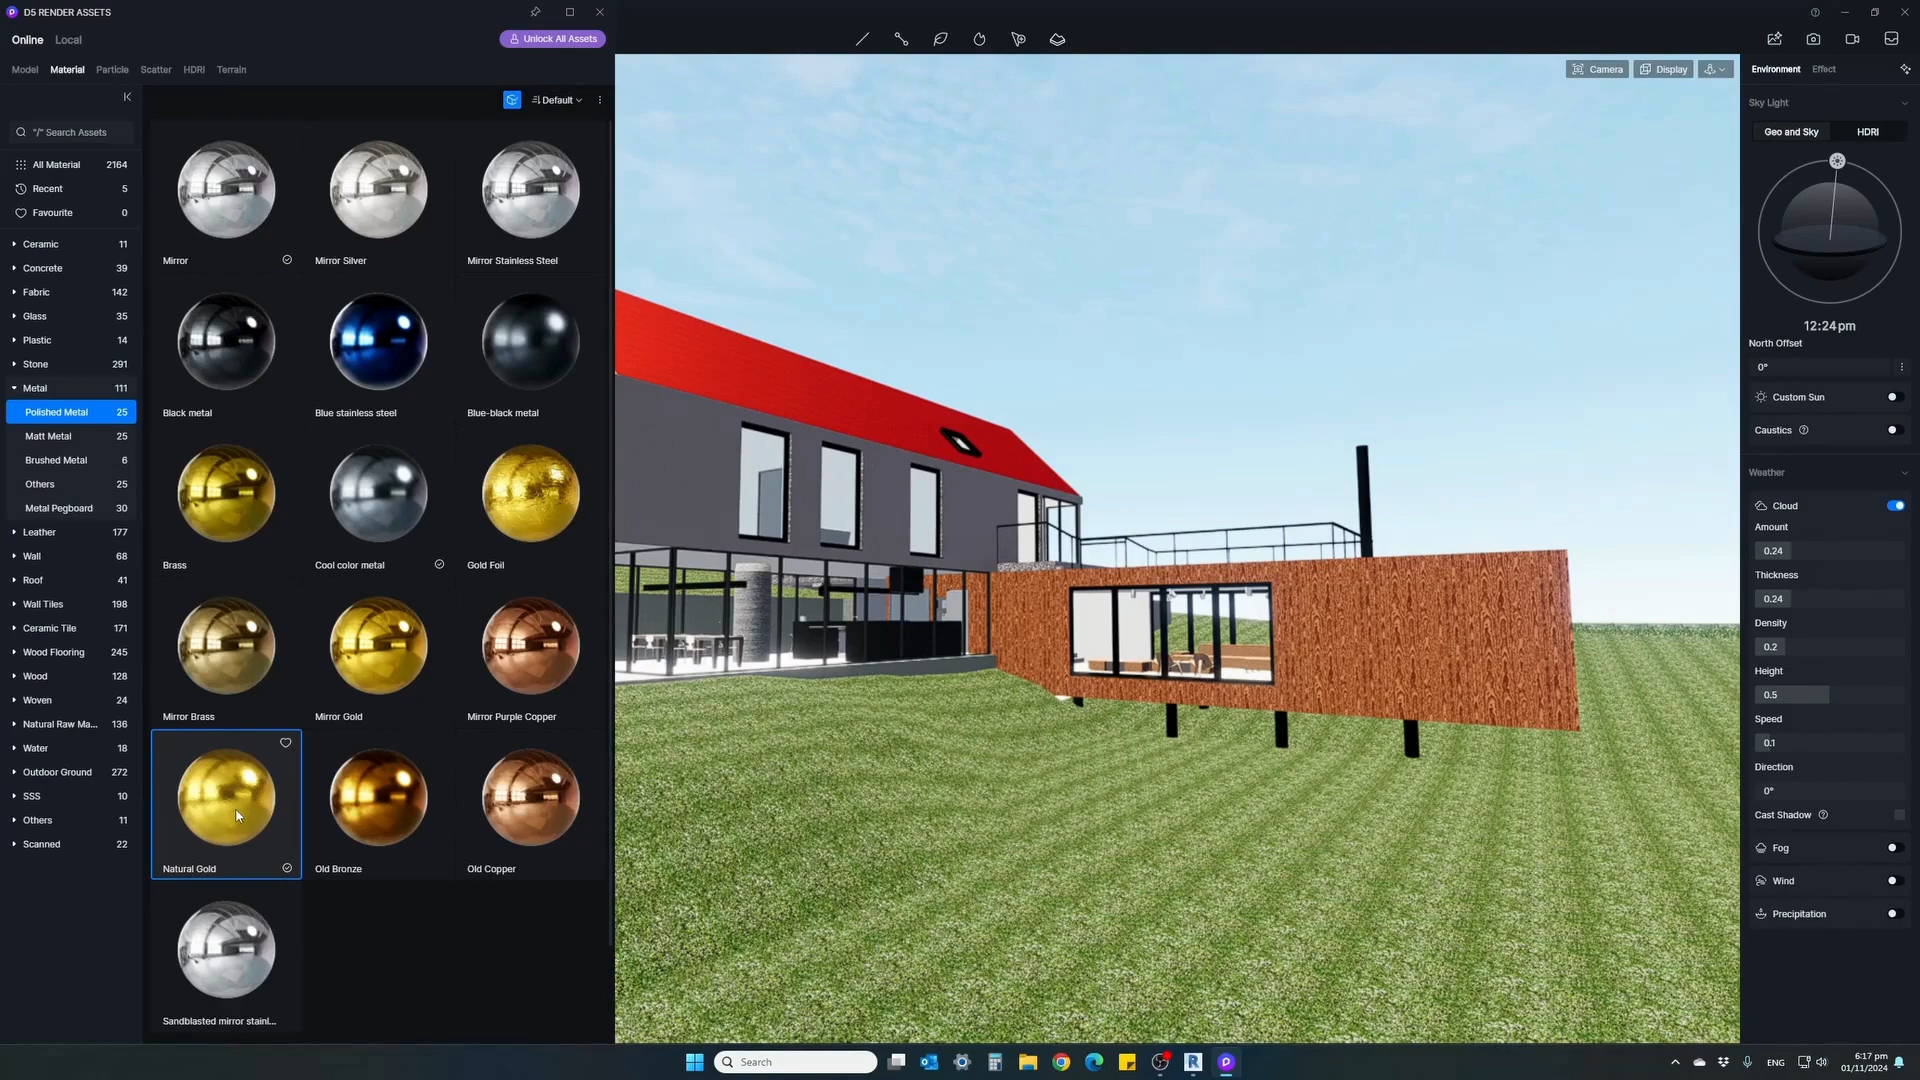 D5 RENDER ASSETS
Online
Local
Unlock All Assets
Model
Material
Particle
Scatter
HDRI
Terrain
Default
"/" Search Assets
All Material 2164
Recent 5
Favourite 0
Ceramic 11
Concrete 39
Fabric 142
Glass 35
Plastic 14
Stone 291
Metal 111
Polished Metal 25
Matt Metal 25
Brushed Metal 6
Others 25
Metal Pegboard 30
Leather 177
Wall 68
Roof 41
Wall Tiles 198
Ceramic Tile 171
Wood Flooring 245
Wood 128
Woven 24
Natural Raw Ma... 136
Water 18
Outdoor Ground 272
SSS 10
Others 11
Scanned 22
Mirror
Mirror Silver
Mirror Stainless Steel
Black metal
Blue stainless steel
Blue-black metal
Brass
Cool color metal
Gold Foil
Mirror Brass
Mirror Gold
Mirror Purple Copper
Natural Gold
Old Bronze
Old Copper
Sandblasted mirror stainl...
Camera
Display
Environment
Effect
Sky Light
Geo and Sky
HDRI
12:24pm
North Offset
0°
Custom Sun
Caustics
Weather
Cloud
Amount
0.24
Thickness
0.24
Density
0.2
Height
0.5
Speed
0.1
Direction
0°
Cast Shadow
Fog
Wind
Precipitation
Search
ENG
6:17 pm
01/11/2024